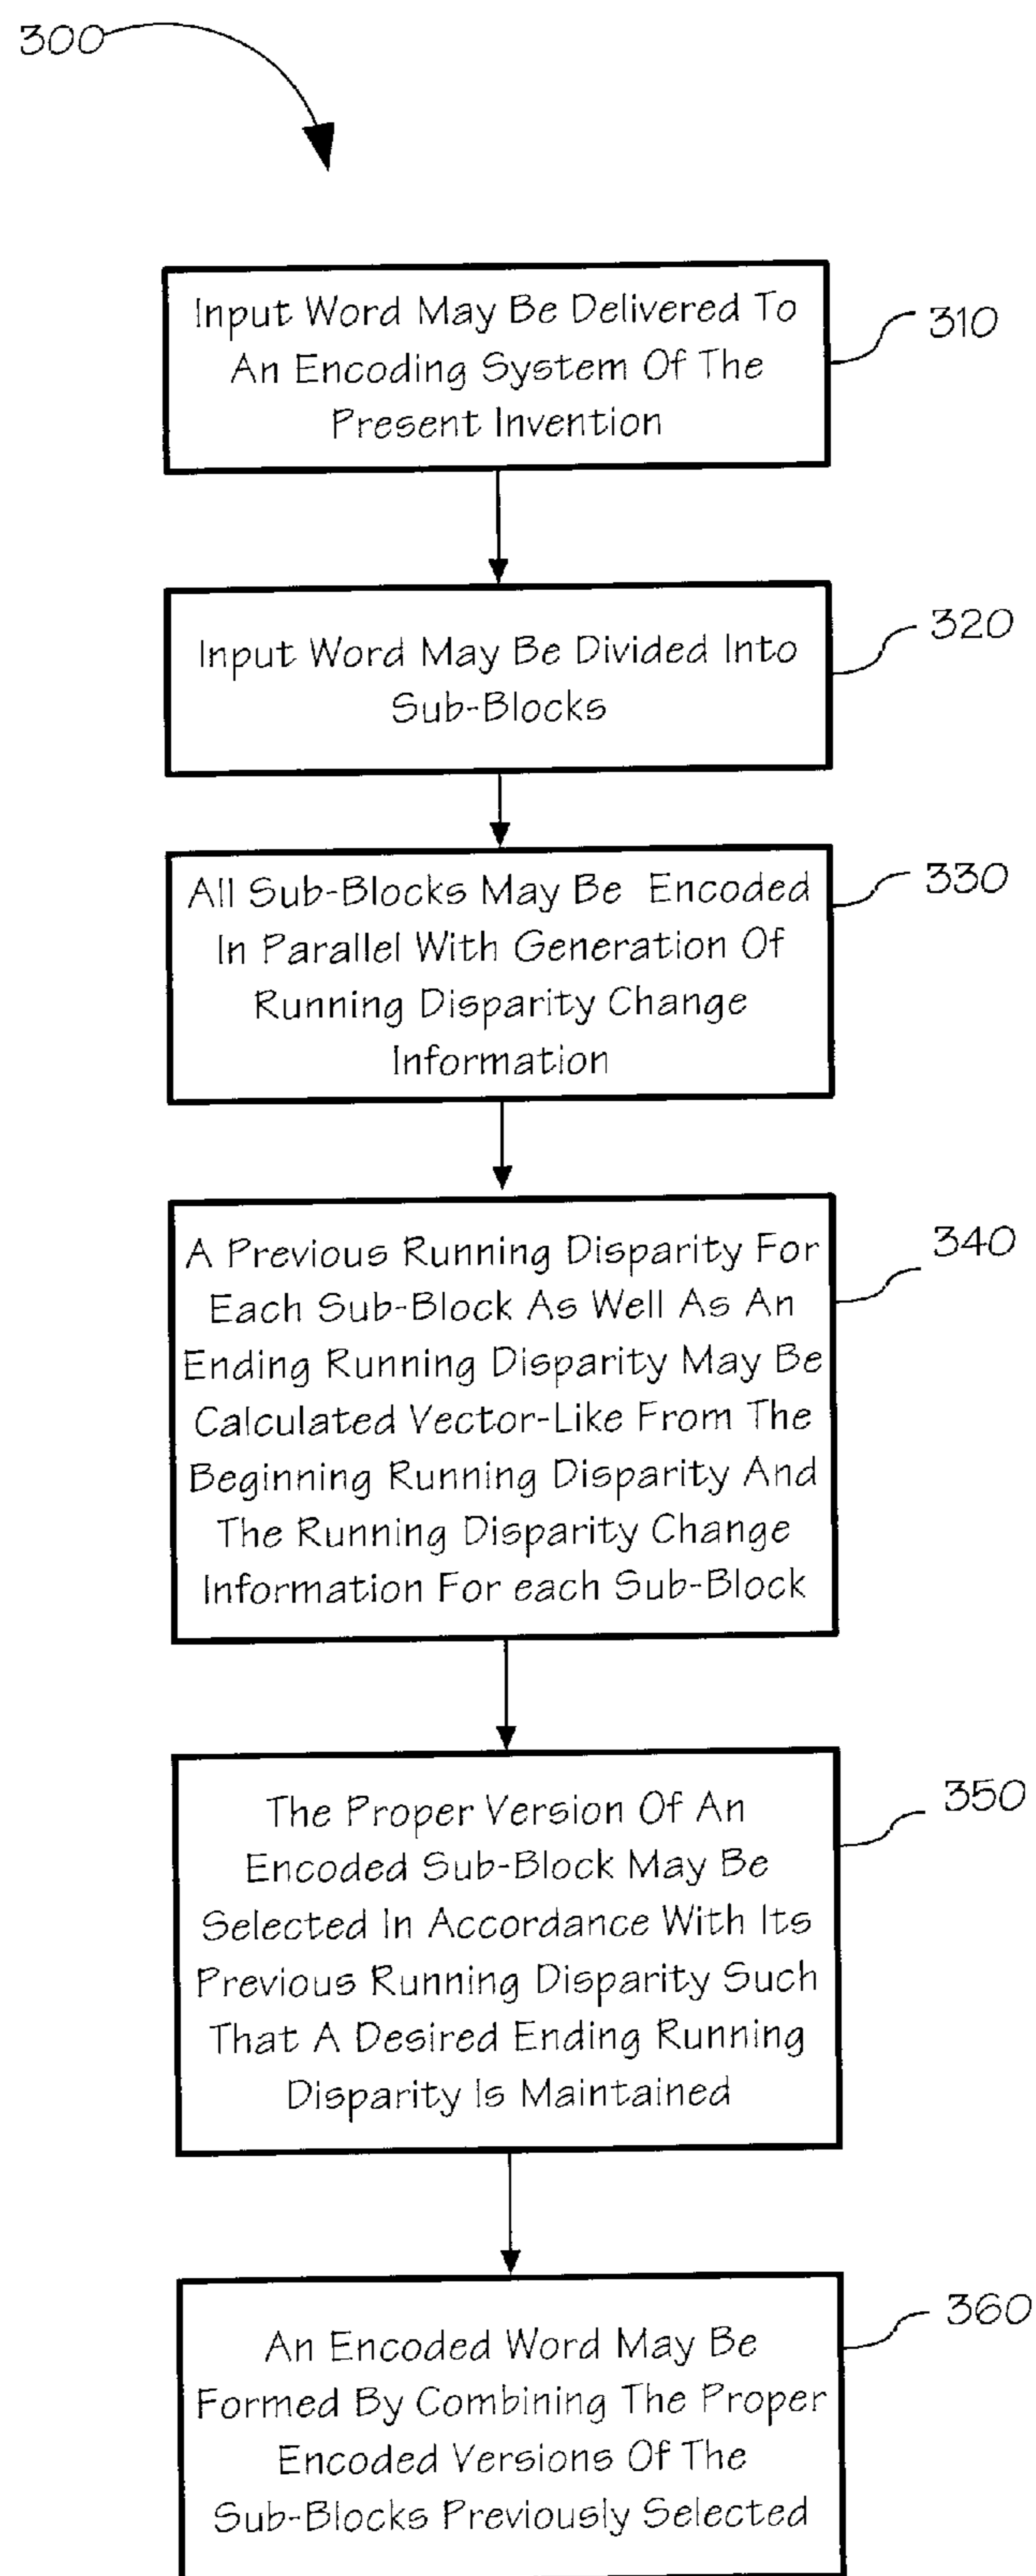 300
Input Word May Be Delivered To
An Encoding System Of The
Present Invention
310
Input Word May Be Divided Into
Sub-Blocks
320
All Sub-Blocks May Be Encoded
In Parallel With Generation Of
Running Disparity Change
Information
330
A Previous Running Disparity For
Each Sub-Block As Well As An
Ending Running Disparity May Be
Calculated Vector-Like From The
Beginning Running Disparity And
The Running Disparity Change
Information For each Sub-Block
340
The Proper Version Of An
Encoded Sub-Block May Be
Selected In Accordance With Its
Previous Running Disparity Such
That A Desired Ending Running
Disparity Is Maintained
350
An Encoded Word May Be
Formed By Combining The Proper
Encoded Versions Of The
Sub-Blocks Previously Selected
360